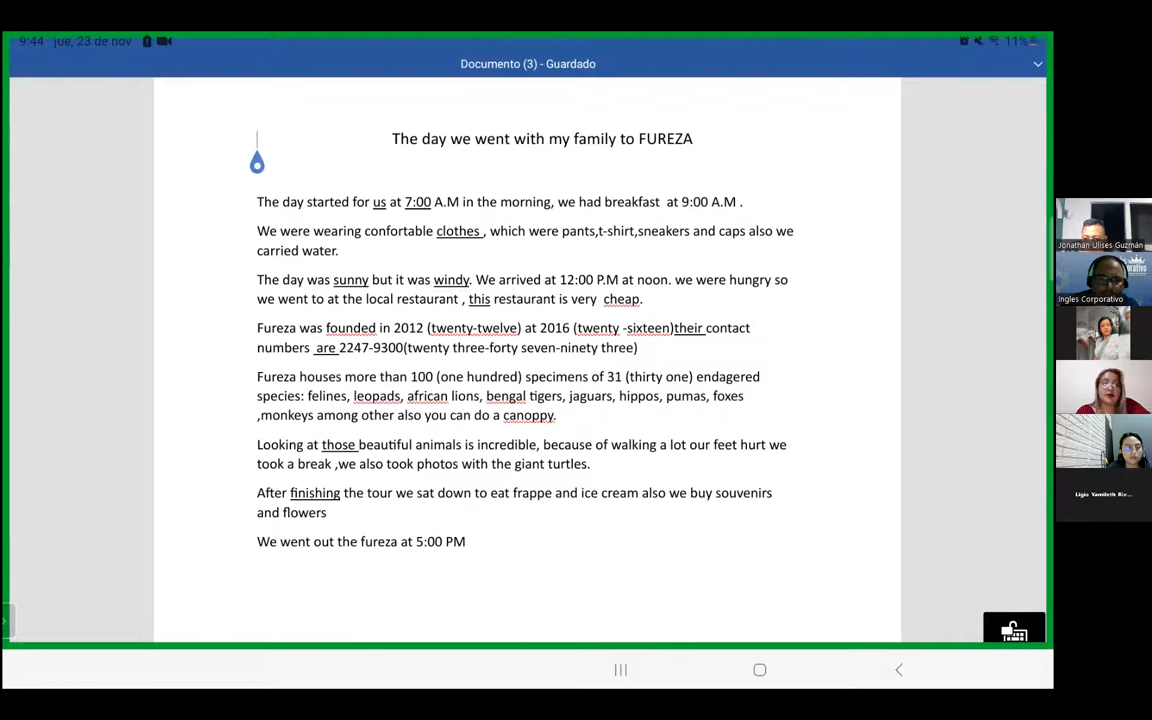 9:44 jue, 23 de nov
11%
Documento (3) - Guardado
The day we went with my family to FUREZA
The day started for us at 7:00 A.M in the morning, we had breakfast at 9:00 A.M .
We were wearing confortable clothes , which were pants,t-shirt,sneakers and caps also we
carried water.
The day was sunny but it was windy. We arrived at 12:00 P.M at noon. we were hungry so
we went to at the local restaurant , this restaurant is very cheap.
Fureza was founded in 2012 (twenty-twelve) at 2016 (twenty -sixteen)their contact
numbers are 2247-9300(twenty three-forty seven-ninety three)
Fureza houses more than 100 (one hundred) specimens of 31 (thirty one) endagered
species: felines, leopads, african lions, bengal tigers, jaguars, hippos, pumas, foxes
,monkeys among other also you can do a canoppy.
Looking at those beautiful animals is incredible, because of walking a lot our feet hurt we
took a break ,we also took photos with the giant turtles.
After finishing the tour we sat down to eat frappe and ice cream also we buy souvenirs
and flowers
We went out the fureza at 5:00 PM
Jonathan Ulises Guzmán
Ingles Corporativo
Ligia Yamileth Riv...